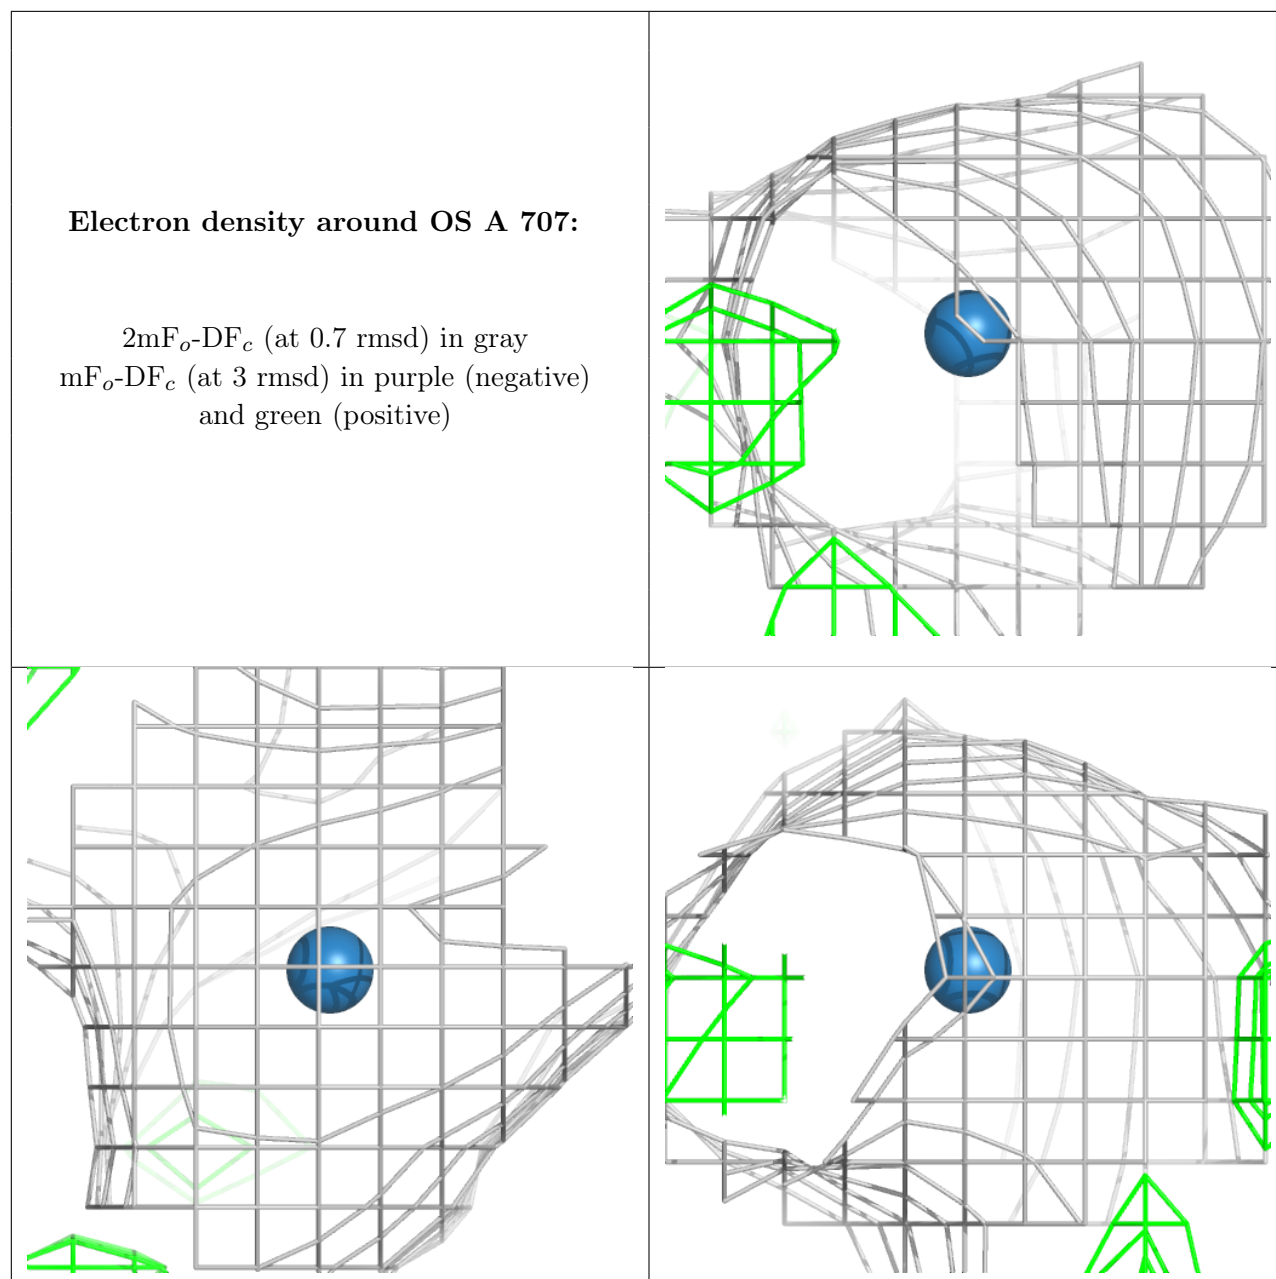 Electron density around OS A 707:
2mFo-DFc (at 0.7 rmsd) in gray
mFo-DFc (at 3 rmsd) in purple (negative)
and green (positive)